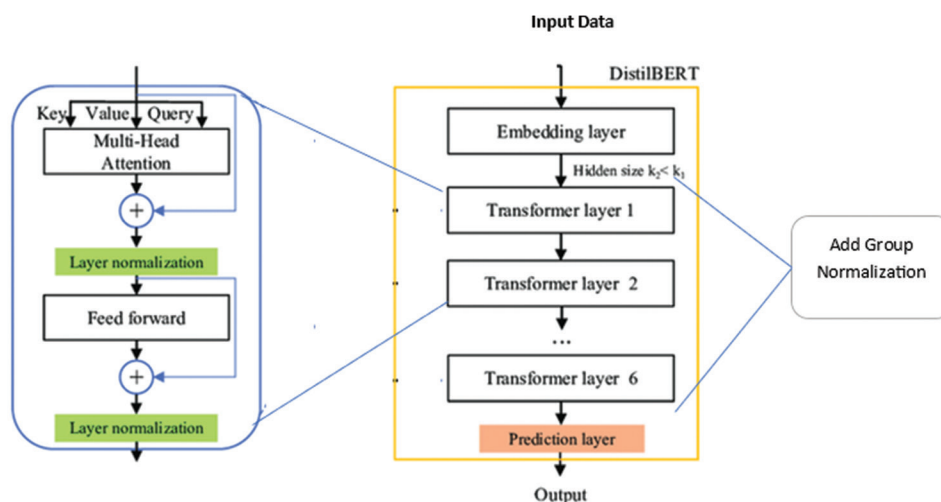 Input Data
DistilBERT
Key Value Query
Multi-Head
Attention
+
Layer normalization
Feed forward
+
Layer normalization
Embedding layer
Hidden size k₂< k₁
Transformer layer 1
Transformer layer 2
...
Transformer layer 6
Prediction layer
Output
Add Group
Normalization